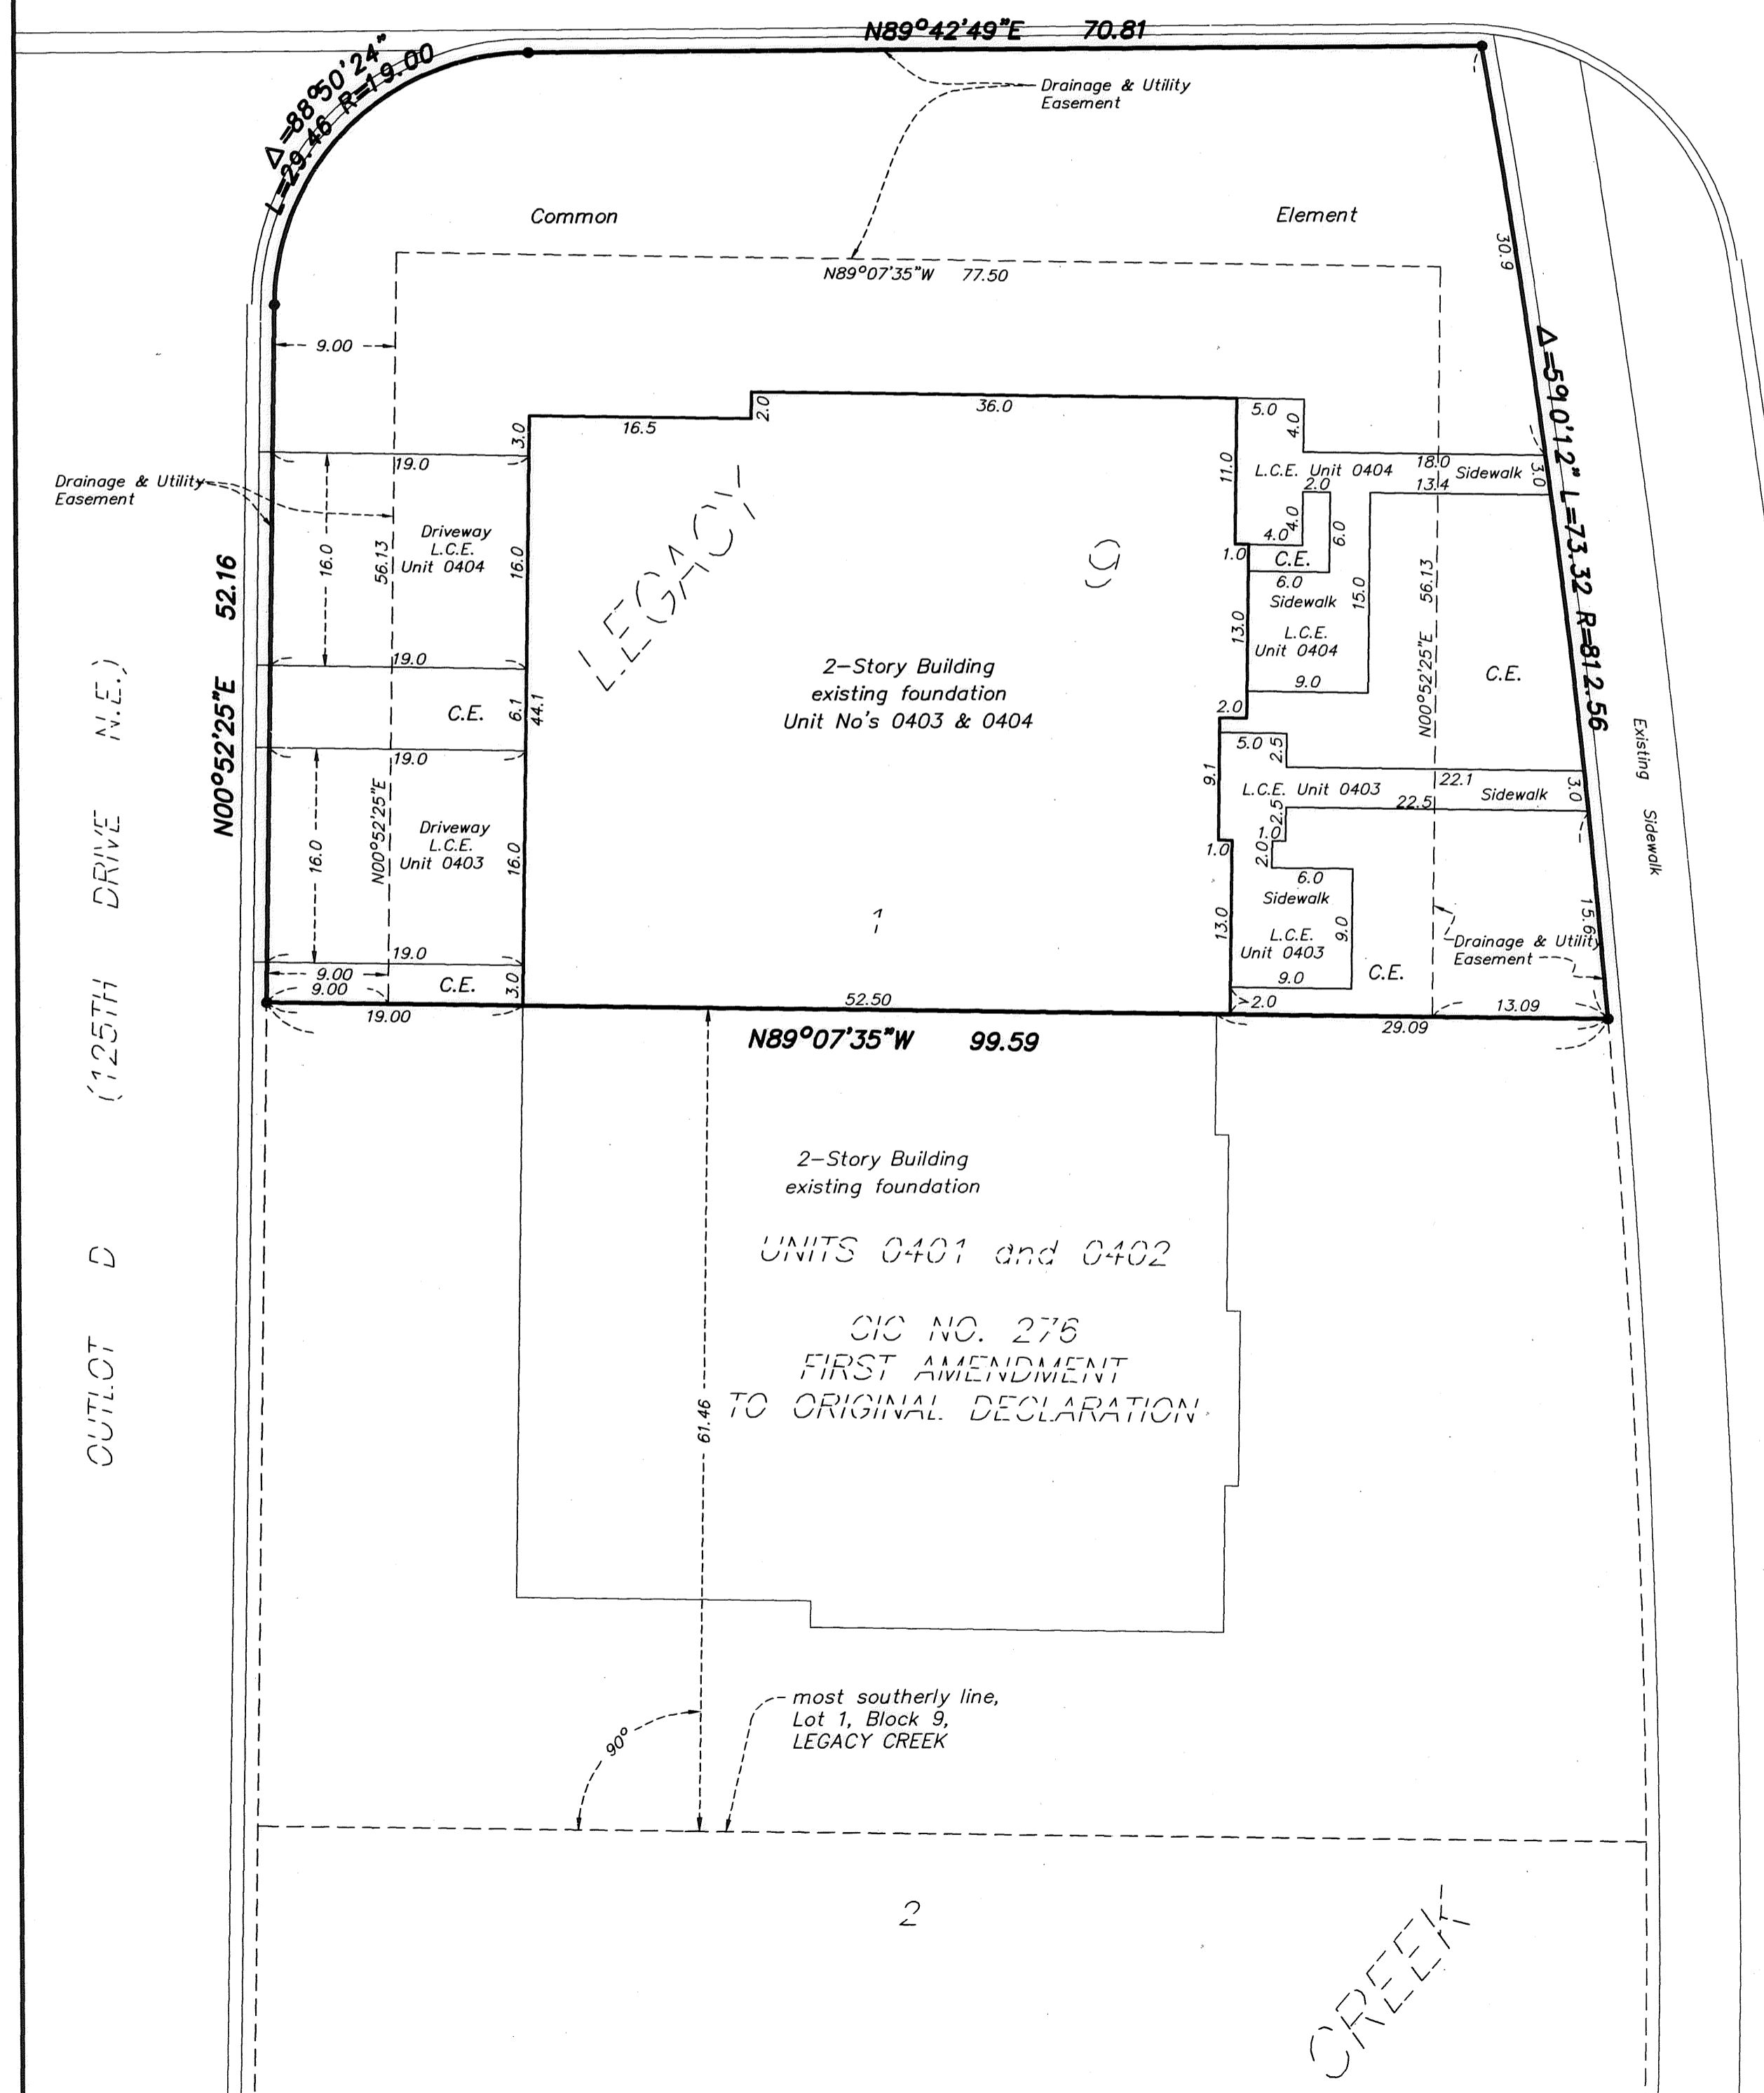 N89°42'49"E 70.81
Δ=88°50'24"
L=29.46 R=19.00
Drainage & Utility
Easement
Common Element
30.9
N89°07'35"W 77.50
9.00
Δ=5°10'12" L=73.32 R=812.56
16.5
2.0
36.0
3.0
5.0
4.0
19.0
11.0
L.C.E. Unit 0404
18.0
Sidewalk
3.0
2.0
13.4
Drainage & Utility
Easement
LEGACY
9
4.0
4.0
6.0
1.0
C.E.
6.0
Driveway
L.C.E.
Unit 0404
16.0
56.13
16.0
N00°52'25"E 52.16
Sidewalk
15.0
N00°52'25"E 56.13
13.0
L.C.E.
Unit 0404
9.0
C.E.
19.0
2-Story Building
existing foundation
Unit No's 0403 & 0404
C.E.
6.1
44.1
2.0
19.0
5.0
2.5
9.1
L.C.E. Unit 0403
22.1
Sidewalk
3.0
22.5
2.5
1.0
1.0
2.0
Existing Sidewalk
N00°52'25"E
Driveway
L.C.E.
Unit 0403
16.0
16.0
6.0
Sidewalk
13.0
L.C.E.
Unit 0403
9.0
9.0
15.6
1
Drainage & Utility
Easement
19.0
9.00
9.00
C.E.
3.0
C.E.
2.0
52.50
13.09
19.00
29.09
N89°07'35"W 99.59
OUTLOT D (125TH DRIVE N.E.)
2-Story Building
existing foundation
UNITS 0401 and 0402
CIC NO. 276
FIRST AMENDMENT
TO ORIGINAL DECLARATION
61.46
90°
most southerly line,
Lot 1, Block 9,
LEGACY CREEK
2
CREEK